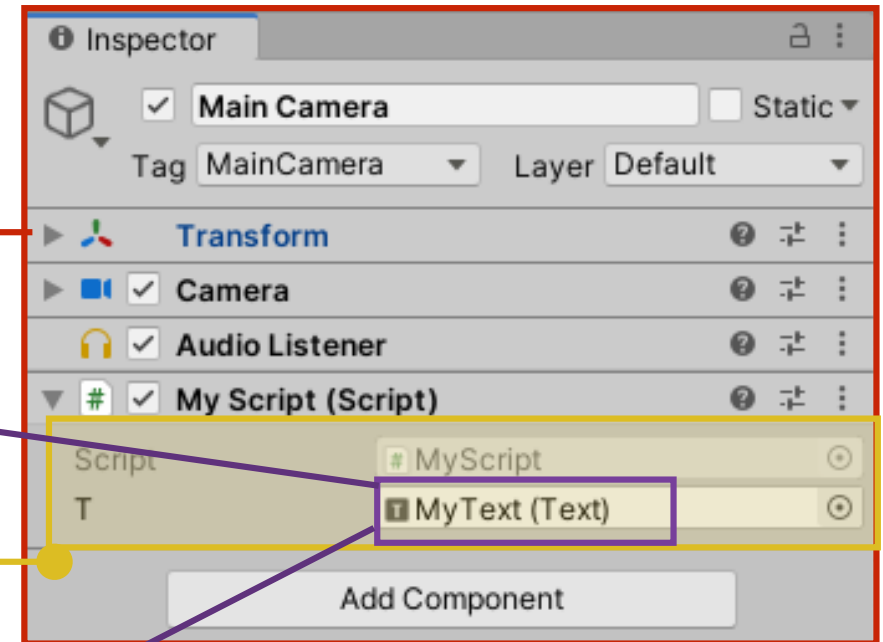 Inspector
Main Camera Static
Tag MainCamera Layer Default
Transform
Camera
Audio Listener
# My Script (Script)
Script # MyScript
T T MyText (Text)
Add Component